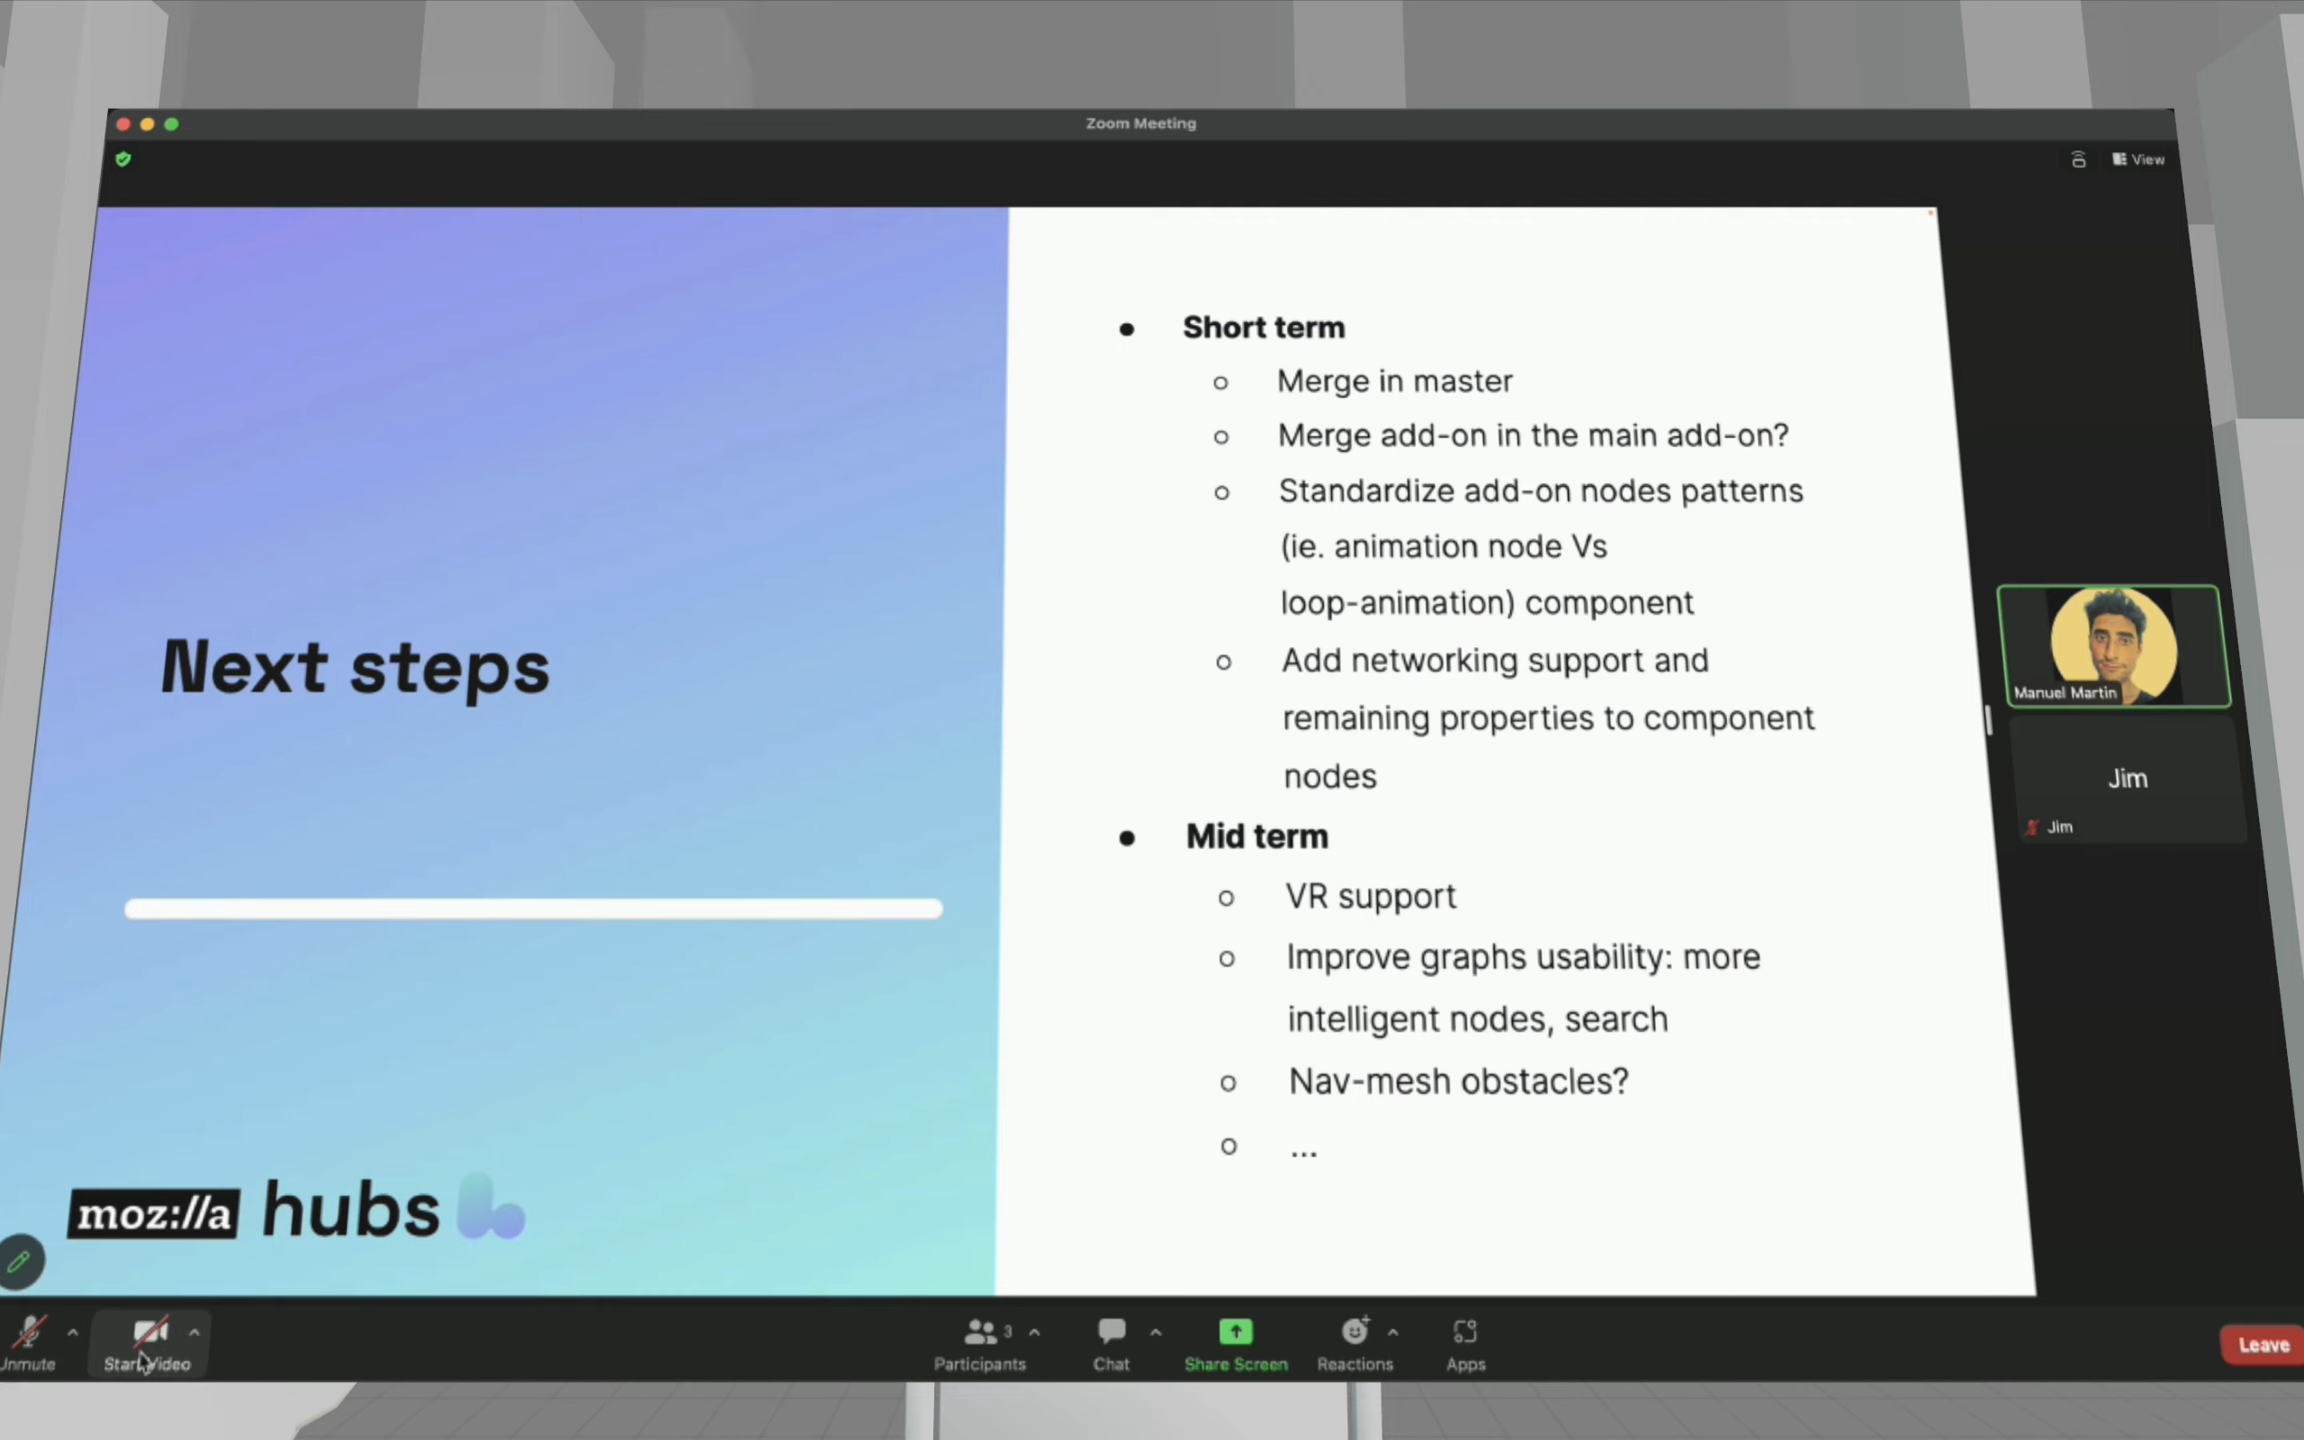 Zoom Meeting
View
Next steps
moz://a hubs
Short term
Merge in master
Merge add-on in the main add-on?
Standardize add-on nodes patterns
(ie. animation node Vs
loop-animation) component
Add networking support and
remaining properties to component
nodes
Mid term
VR support
Improve graphs usability: more
intelligent nodes, search
Nav-mesh obstacles?
...
Manuel Martin
Jim
Jim
Unmute
Start Video
3
Participants
Chat
Share Screen
Reactions
Apps
Leave